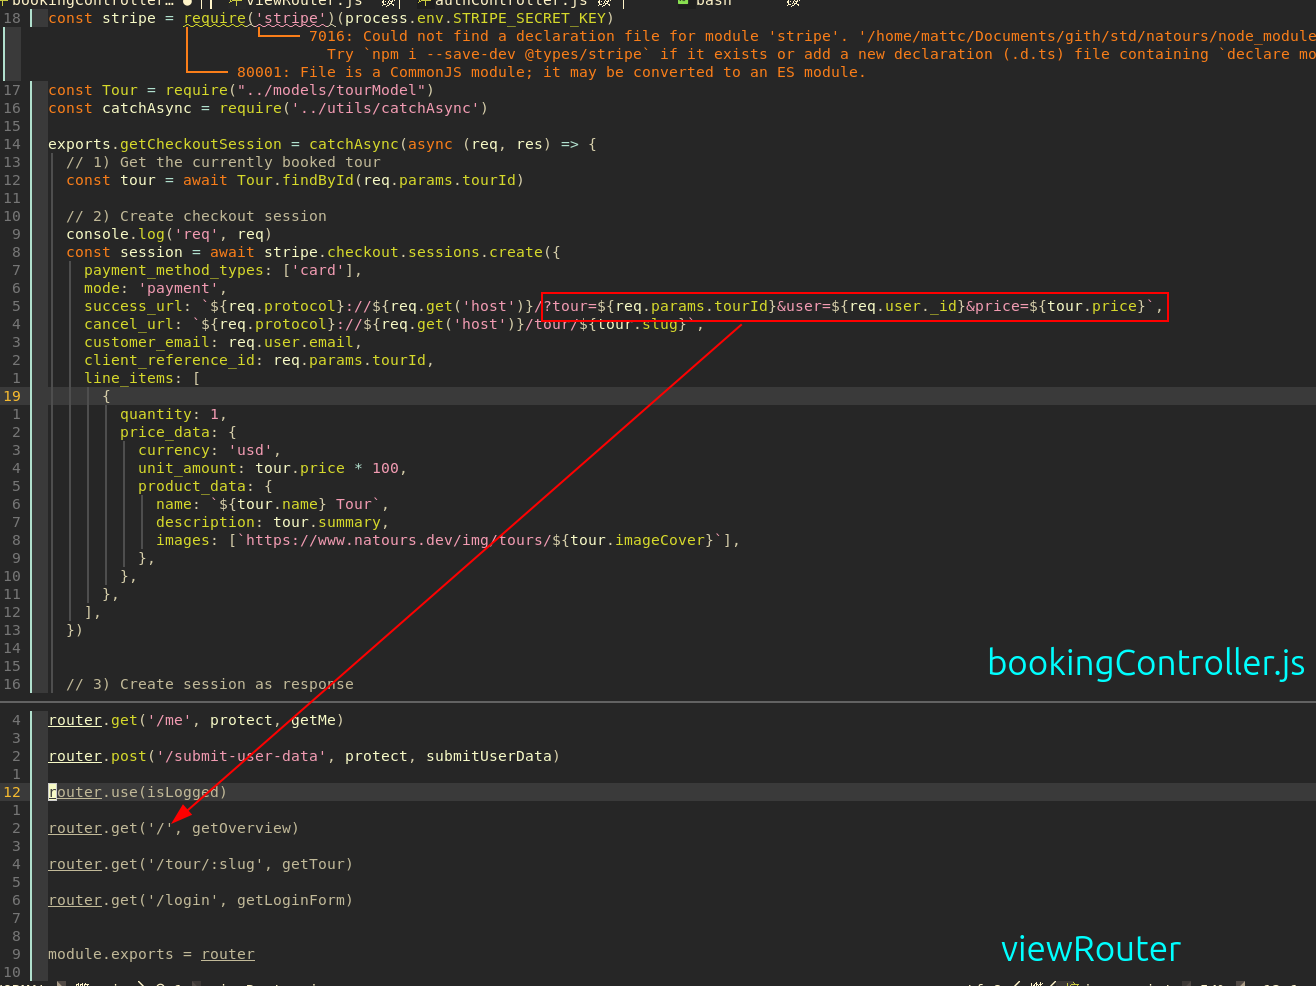 bookingController… ● viewRouter.js authController.js bash
18 const stripe = require('stripe')(process.env.STRIPE_SECRET_KEY)
7016: Could not find a declaration file for module 'stripe'. '/home/mattc/Documents/gith/std/natours/node_module
Try `npm i --save-dev @types/stripe` if it exists or add a new declaration (.d.ts) file containing `declare mo
80001: File is a CommonJS module; it may be converted to an ES module.
17 const Tour = require("../models/tourModel")
16 const catchAsync = require('../utils/catchAsync')
15
14 exports.getCheckoutSession = catchAsync(async (req, res) => {
13 // 1) Get the currently booked tour
12 const tour = await Tour.findById(req.params.tourId)
11
10 // 2) Create checkout session
9 console.log('req', req)
8 const session = await stripe.checkout.sessions.create({
7 payment_method_types: ['card'],
6 mode: 'payment',
5 success_url: `${req.protocol}://${req.get('host')}/?tour=${req.params.tourId}&user=${req.user._id}&price=${tour.price}`,
4 cancel_url: `${req.protocol}://${req.get('host')}/tour/${tour.slug}`,
3 customer_email: req.user.email,
2 client_reference_id: req.params.tourId,
1 line_items: [
19 {
1 quantity: 1,
2 price_data: {
3 currency: 'usd',
4 unit_amount: tour.price * 100,
5 product_data: {
6 name: `${tour.name} Tour`,
7 description: tour.summary,
8 images: [`https://www.natours.dev/img/tours/${tour.imageCover}`],
9 },
10 },
11 },
12 ],
13 })
14
15
16 // 3) Create session as response
bookingController.js
4 router.get('/me', protect, getMe)
3
2 router.post('/submit-user-data', protect, submitUserData)
1
12 router.use(isLogged)
1
2 router.get('/', getOverview)
3
4 router.get('/tour/:slug', getTour)
5
6 router.get('/login', getLoginForm)
7
8
9 module.exports = router
10
viewRouter